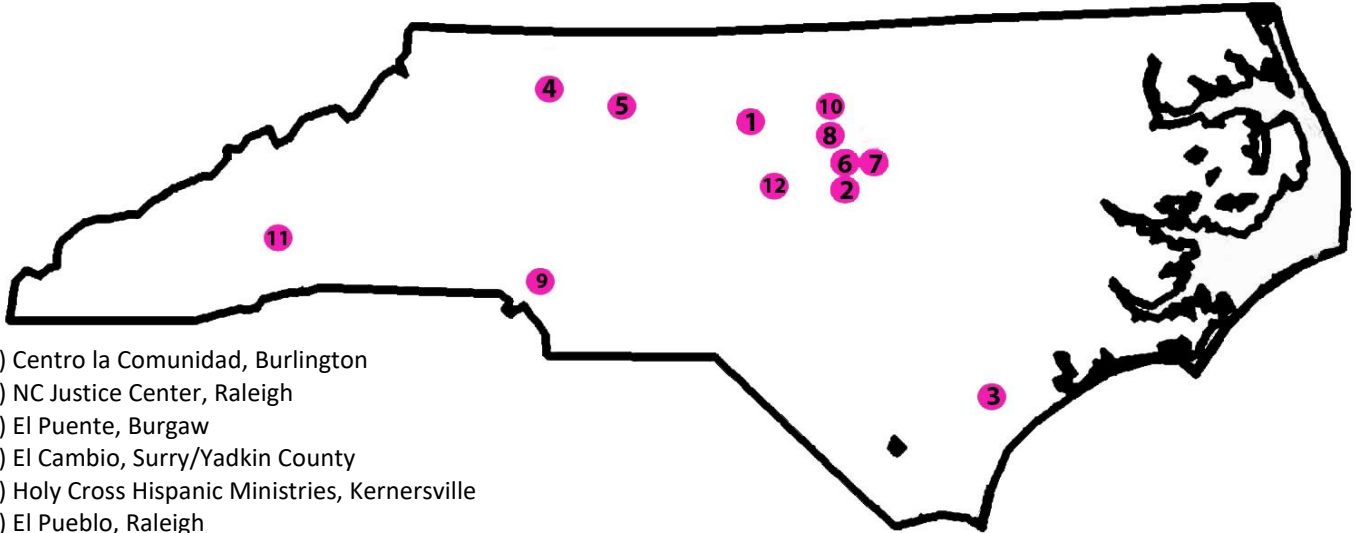 4
5
10
1
8
6
7
12
2
11
9
3
) Centro la Comunidad, Burlington
) NC Justice Center, Raleigh
) El Puente, Burgaw
) El Cambio, Surry/Yadkin County
) Holy Cross Hispanic Ministries, Kernersville
) El Pueblo, Raleigh